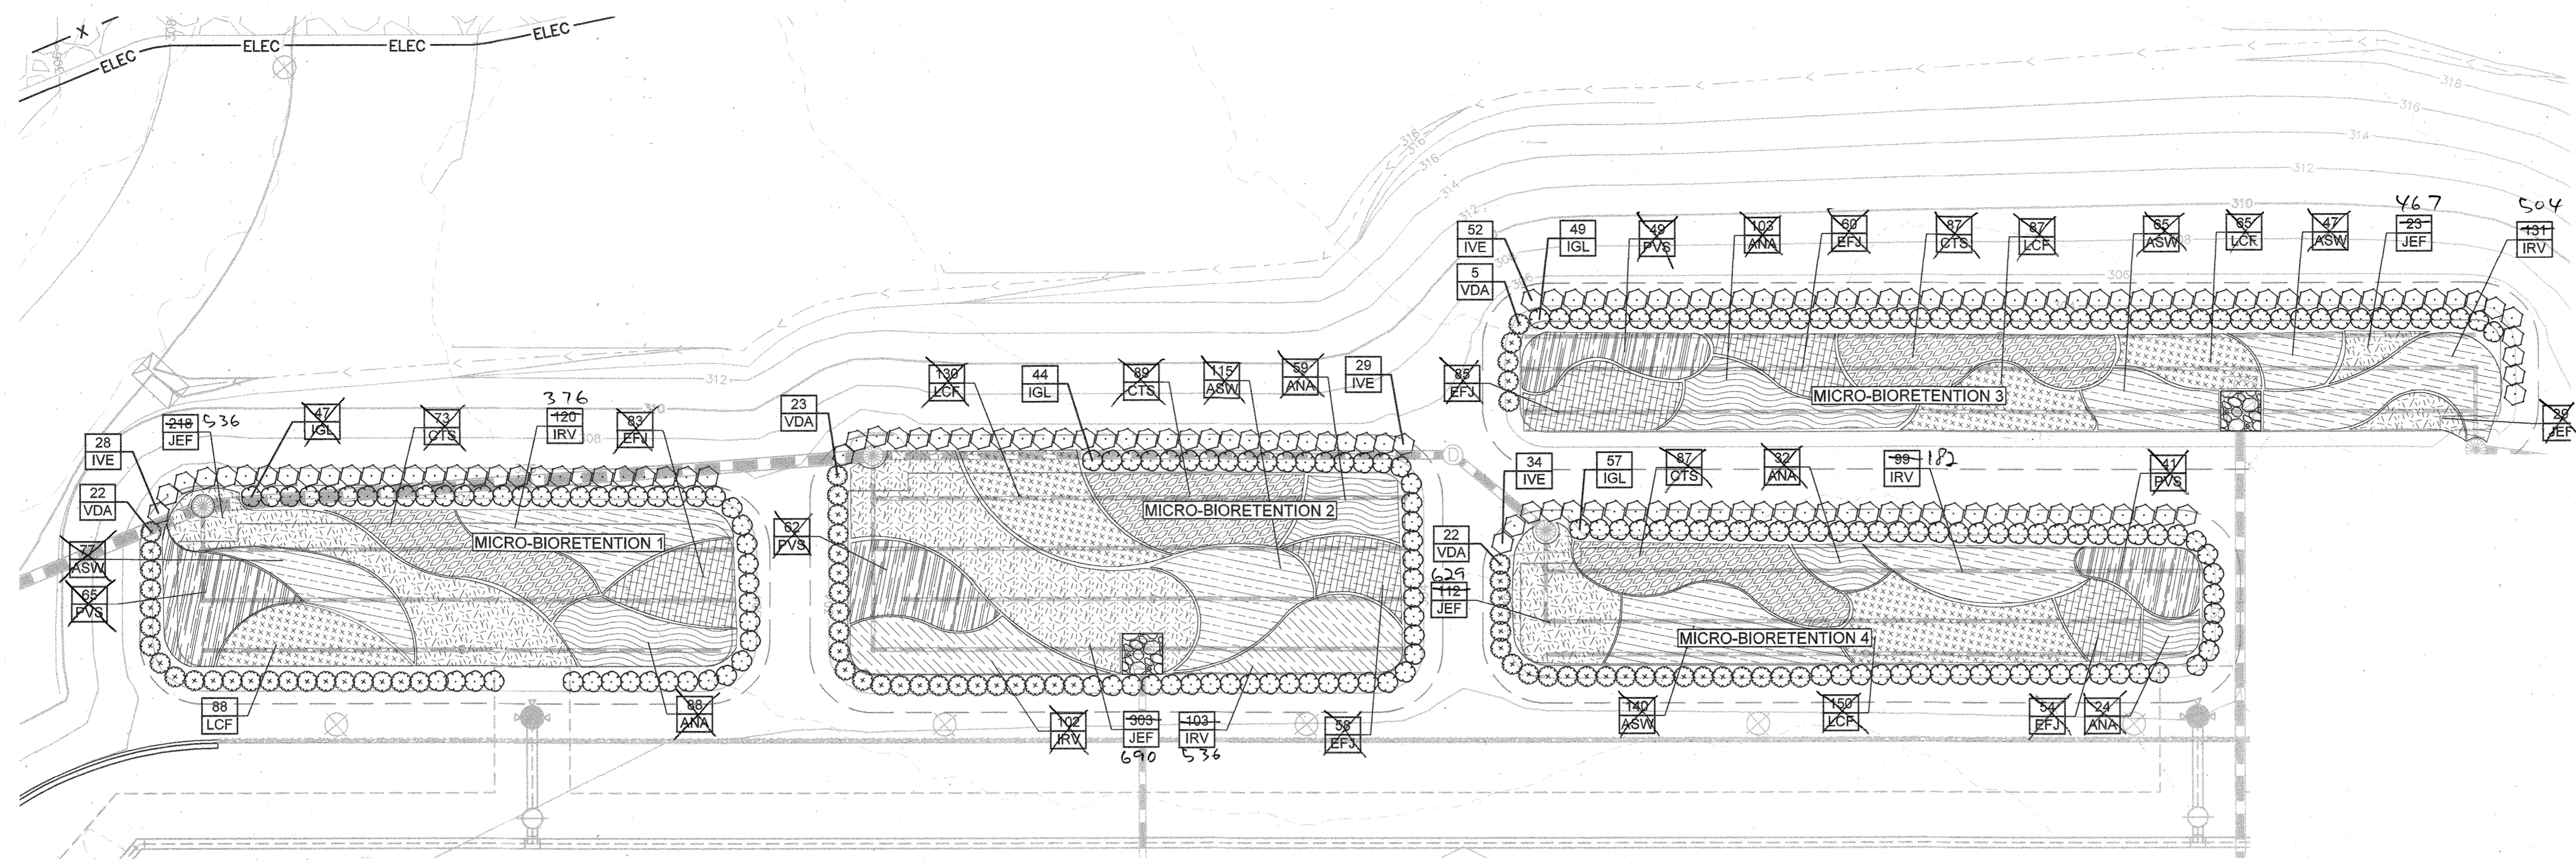 X
ELEC
ELEC
ELEC
ELEC
308
306
318
316
314
312
310
308
306
316
316
316
314
312
306
312
310
308
467
504
52
IVE
49
IGL
49
PVS
103
ANA
60
EFJ
87
CTS
87
LCF
65
ASW
65
LCF
47
ASW
23
JEF
131
IRV
5
VDA
85
EFJ
MICRO-BIORETENTION 3
29
JEF
130
LCF
44
IGL
89
CTS
115
ASW
59
ANA
29
IVE
23
VDA
MICRO-BIORETENTION 2
62
PVS
102
IRV
303
JEF
690
103
IRV
536
58
EFJ
D
376
218
JEF
536
47
IGL
73
CTS
120
IRV
83
EFJ
28
IVE
22
VDA
77
ASW
65
PVS
MICRO-BIORETENTION 1
88
LCF
88
ANA
34
IVE
57
IGL
87
CTS
32
ANA
99
IRV
182
41
PVS
22
VDA
629
112
JEF
MICRO-BIORETENTION 4
140
ASW
150
LCF
54
EFJ
24
ANA